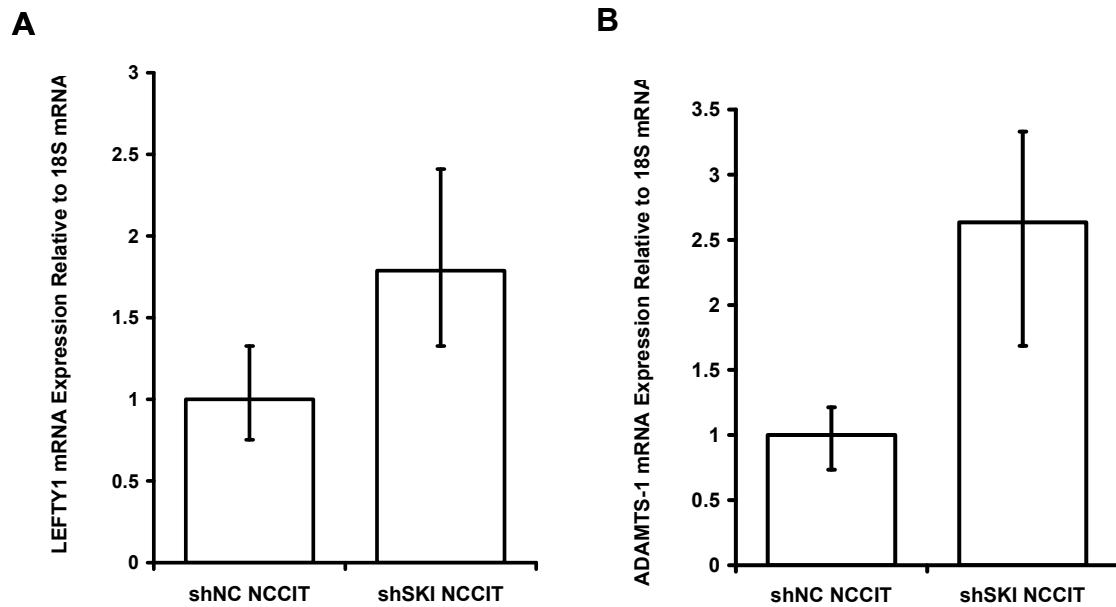 A
LEFTY1 mRNA Expression Relative to 18S mRNA
3
2.5
2
1.5
1
0.5
0
shNC NCCIT shSKI NCCIT
B
ADAMTS-1 mRNA Expression Relative to 18S mRNA
3.5
3
2.5
2
1.5
1
0.5
0
shNC NCCIT shSKI NCCIT